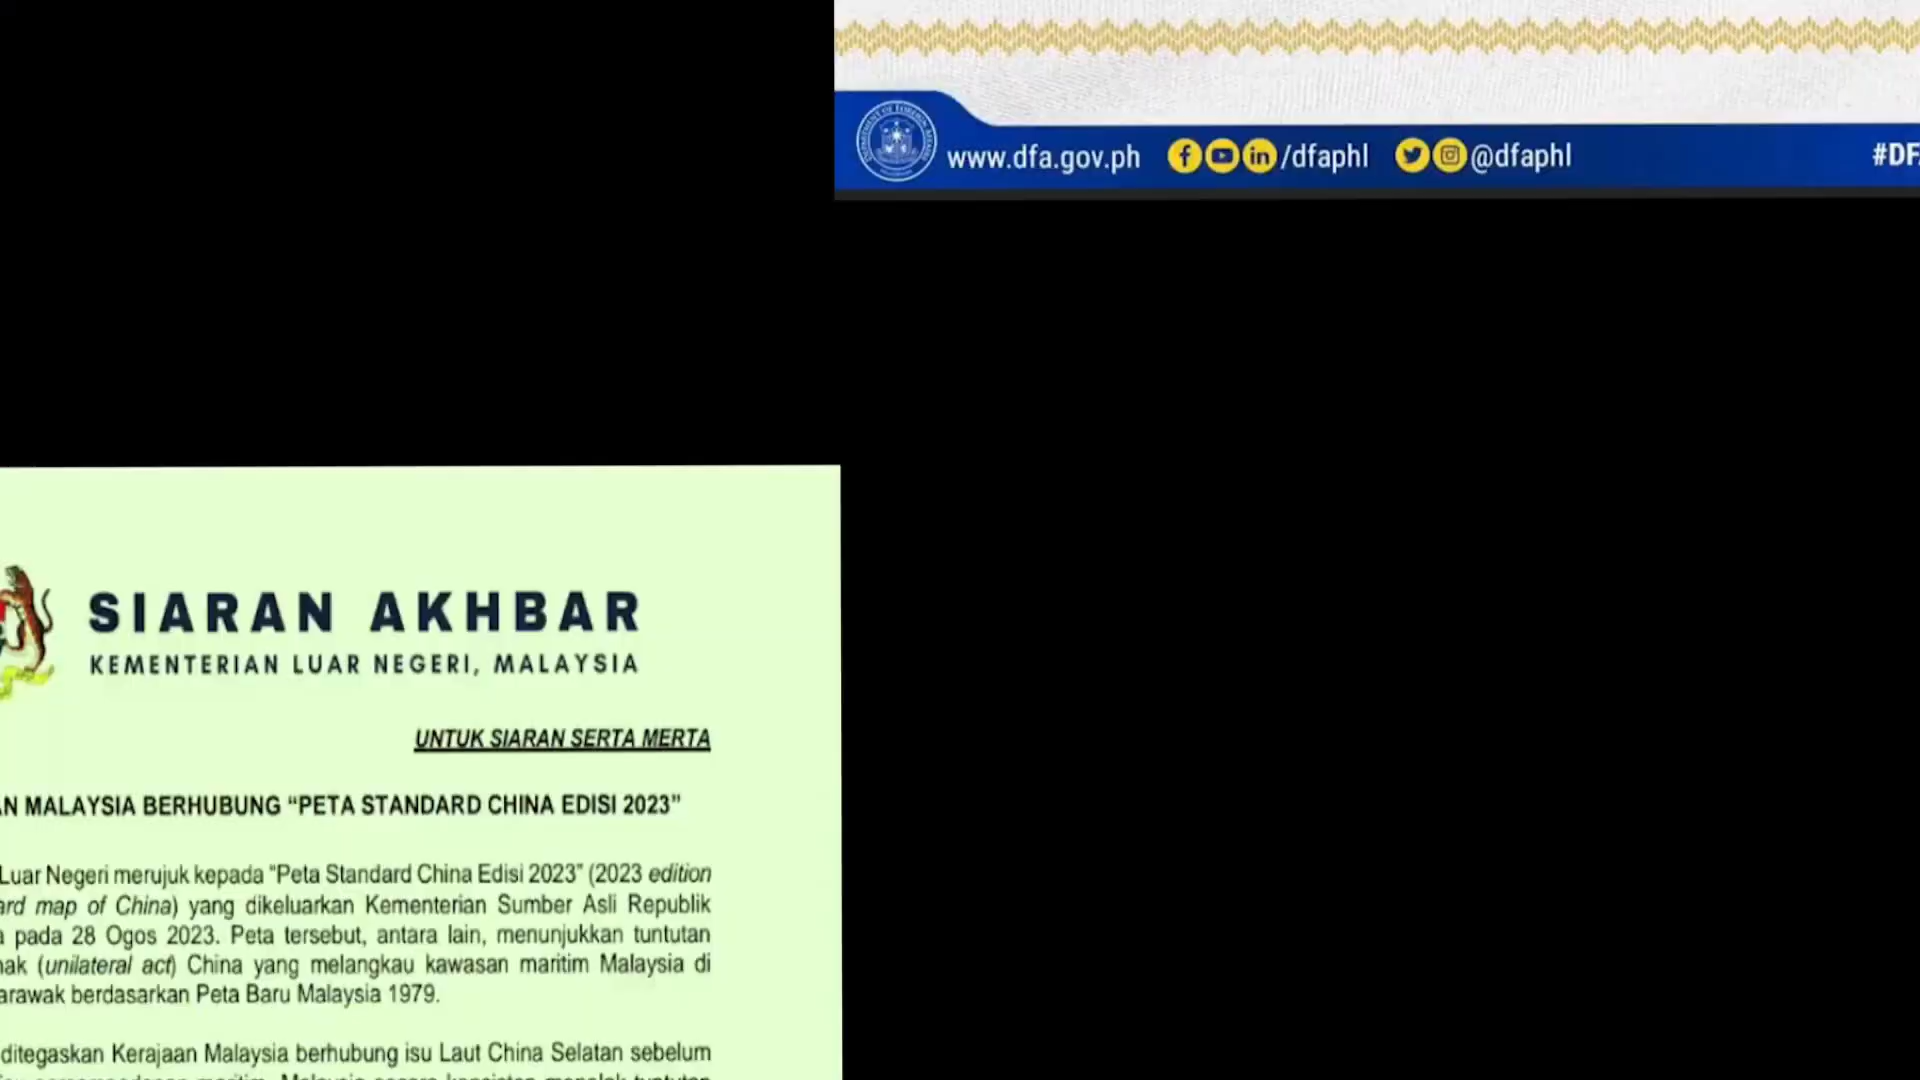 www.dfa.gov.ph /dfaphl @dfaphl
SIARAN AKHBAR
KEMENTERIAN LUAR NEGERI, MALAYSIA
UNTUK SIARAN SERTA MERTA
MALAYSIA BERHUBUNG “PETA STANDARD CHINA EDISI 2023”
Luar Negeri merujuk kepada “Peta Standard China Edisi 2023” (2023 edition
map of China) yang dikeluarkan Kementerian Sumber Asli Republik
pada 28 Ogos 2023. Peta tersebut, antara lain, menunjukkan tuntutan
(unilateral act) China yang melangkau kawasan maritim Malaysia di
berdasarkan Peta Baru Malaysia 1979.
ditegaskan Kerajaan Malaysia berhubung isu Laut China Selatan sebelum